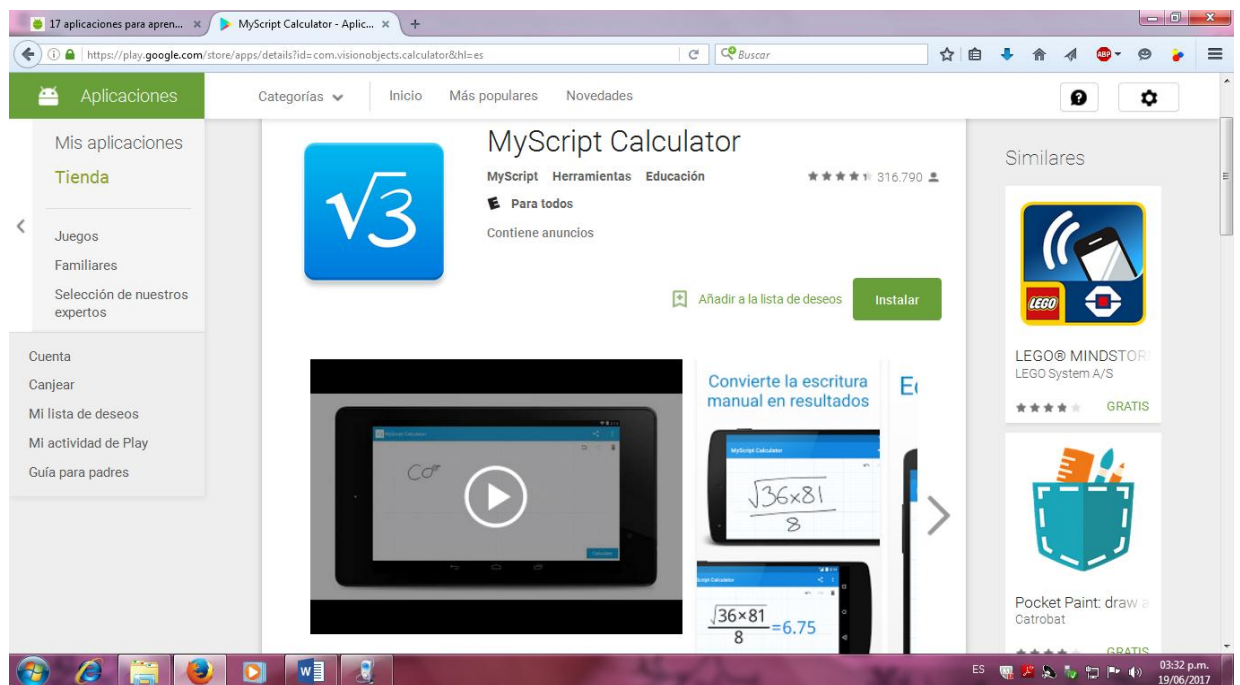 17 aplicaciones para apren...
MyScript Calculator - Aplic...
https://play.google.com/store/apps/details?id=com.visionobjects.calculator&hl=es
Buscar
ABP
Aplicaciones
Categorías
Inicio
Más populares
Novedades
Mis aplicaciones
Tienda
Juegos
Familiares
Selección de nuestros
expertos
Cuenta
Canjear
Mi lista de deseos
Mi actividad de Play
Guía para padres
√3
MyScript Calculator
MyScript Herramientas Educación
316.790
E Para todos
Contiene anuncios
Añadir a la lista de deseos
Instalar
MyScript Calculator
Convierte la escritura
manual en resultados
MyScript Calculator
√36×81
8
√36×81
8
=6.75
Similares
LEGO
LEGO® MINDSTOR
LEGO System A/S
GRATIS
Pocket Paint: draw a
Catrobat
GRATIS
ES
03:32 p.m.
19/06/2017